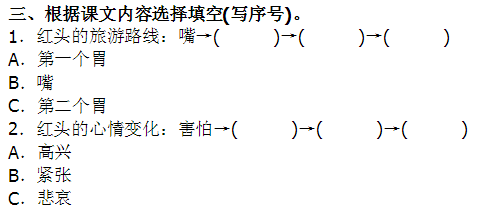 三、根据课文内容选择填空(写序号)。
1．红头的旅游路线：嘴→(　　　)→(　　　)→(　　　)
A．第一个胃
B．嘴
C．第二个胃
2．红头的心情变化：害怕→(　　　)→(　　　)→(　　　)
A．高兴
B．紧张
C．悲哀